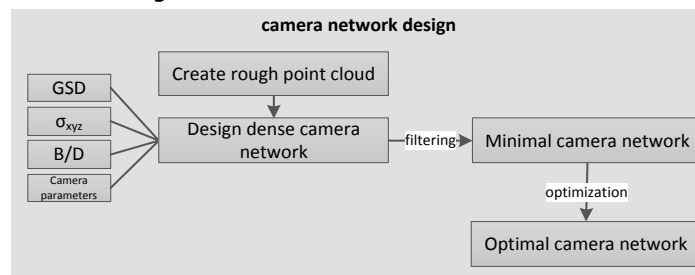 camera network design
Create rough point cloud
GSD
σxyz
B/D
Camera
parameters
Design dense camera
network
filtering
Minimal camera network
optimization
Optimal camera network